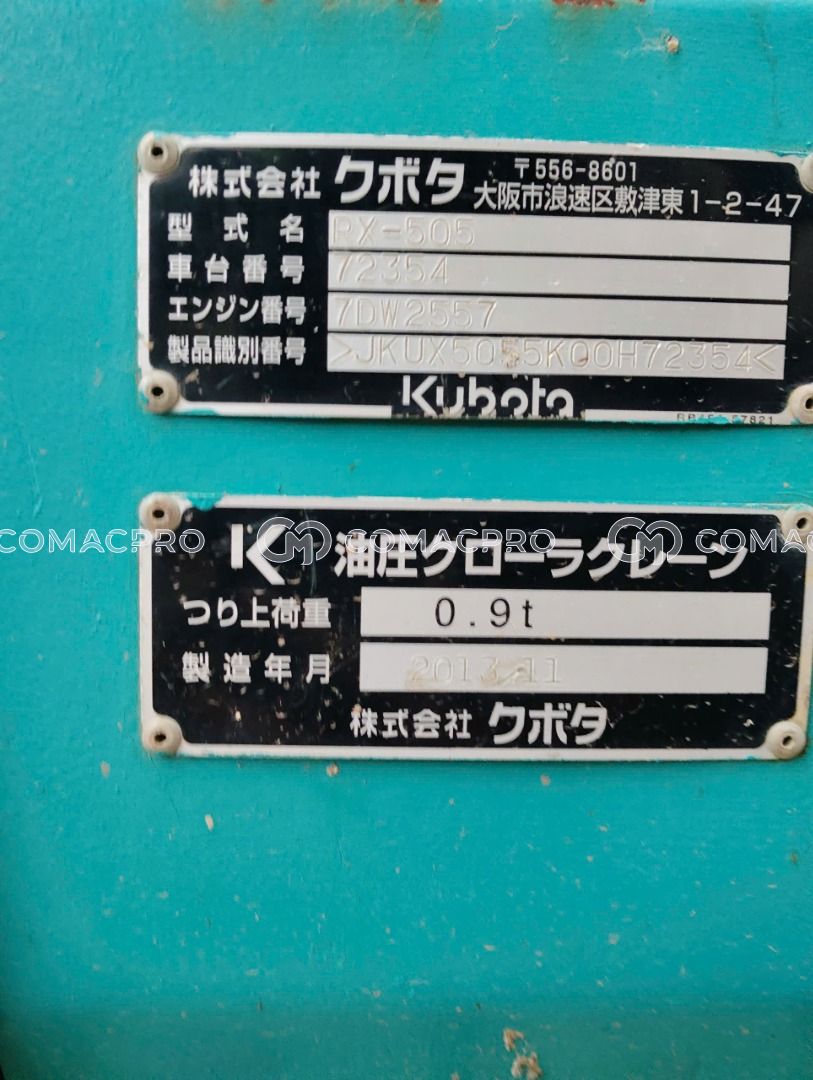 株式会社 クボタ 〒556-8601
大阪市浪速区敷津東1-2-47
型式名 RX-505
車台番号 72354
エンジン番号 7DW2557
製品識別番号 >JKUX5055K00H72354<
Kubota
COMACPRO CM COMACPRO CM COMACPRO
K 油圧クローラクレーン
つり上荷重 0.9t
製造年月 2013.11
株式会社 クボタ